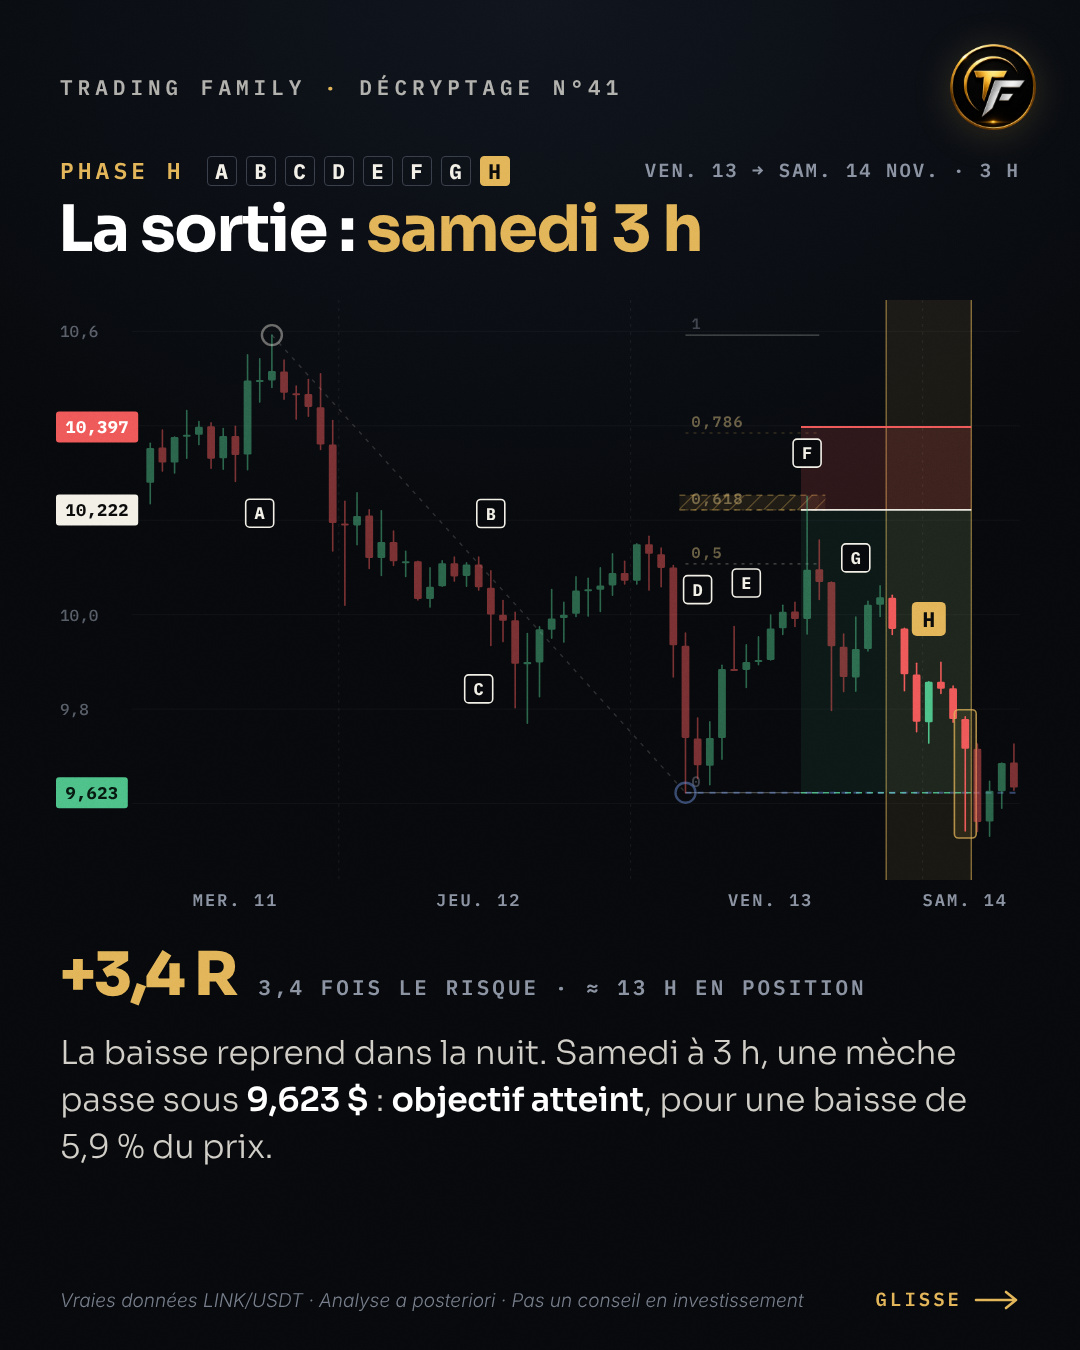 TRADING FAMILY · DÉCRYPTAGE N°41
TF
PHASE H A B C D E F G H
VEN. 13 → SAM. 14 NOV. · 3 H
La sortie : samedi 3 h
10,6
1
10,397
0,786
F
10,222
0,618
A
B
0,5
G
D
E
10,0
H
C
9,8
0
9,623
MER. 11
JEU. 12
VEN. 13
SAM. 14
+3,4 R 3,4 FOIS LE RISQUE · ≈ 13 H EN POSITION
La baisse reprend dans la nuit. Samedi à 3 h, une mèche
passe sous 9,623 $ : objectif atteint, pour une baisse de
5,9 % du prix.
Vraies données LINK/USDT · Analyse a posteriori · Pas un conseil en investissement
GLISSE →